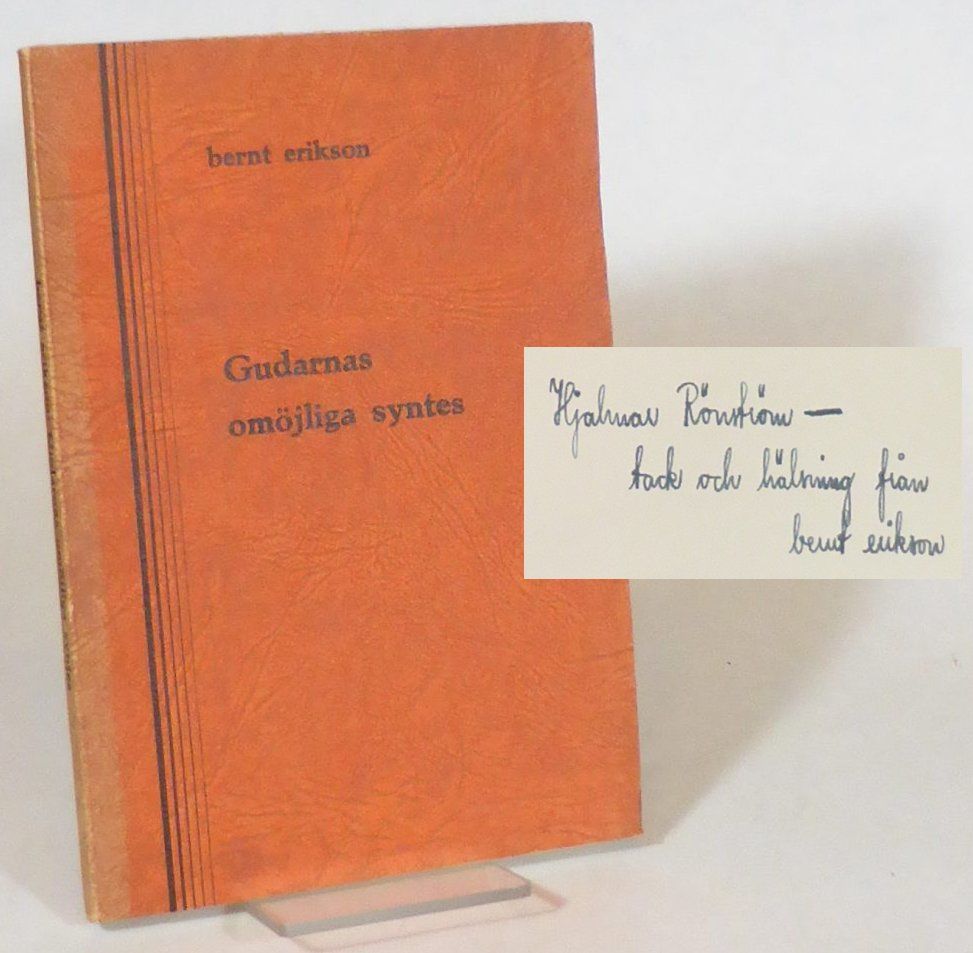 bernt erikson
Gudarnas
omöjliga syntes
Hjalmar Rönström —
tack och hälsning från
bernt erikson